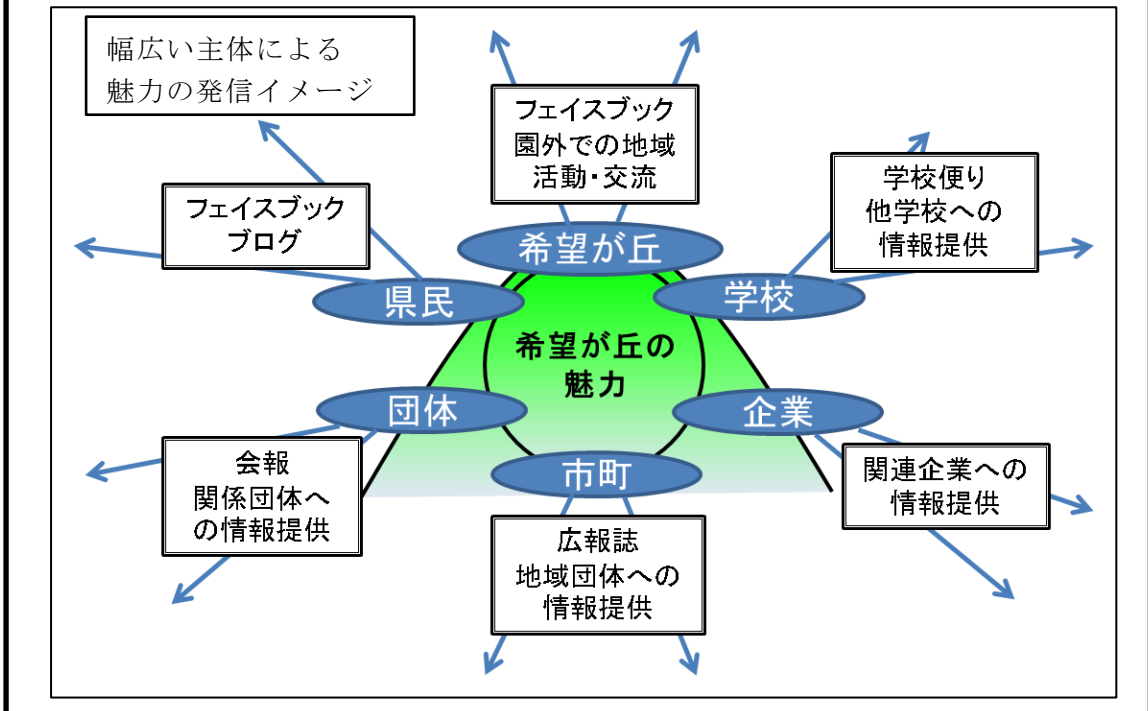 幅広い主体による
魅力の発信イメージ
フェイスブック
園外での地域
活動・交流
学校便り
他学校への
情報提供
フェイスブック
ブログ
希望が丘
県民
学校
希望が丘の
魅力
団体
企業
市町
会報
関係団体へ
の情報提供
関連企業への
情報提供
広報誌
地域団体への
情報提供